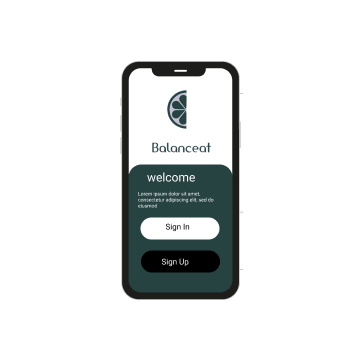 Balanceat
welcome
Lorem ipsum dolor sit amet,
consectetur adipiscing elit, sed do
eiusmod
Sign In
Sign Up